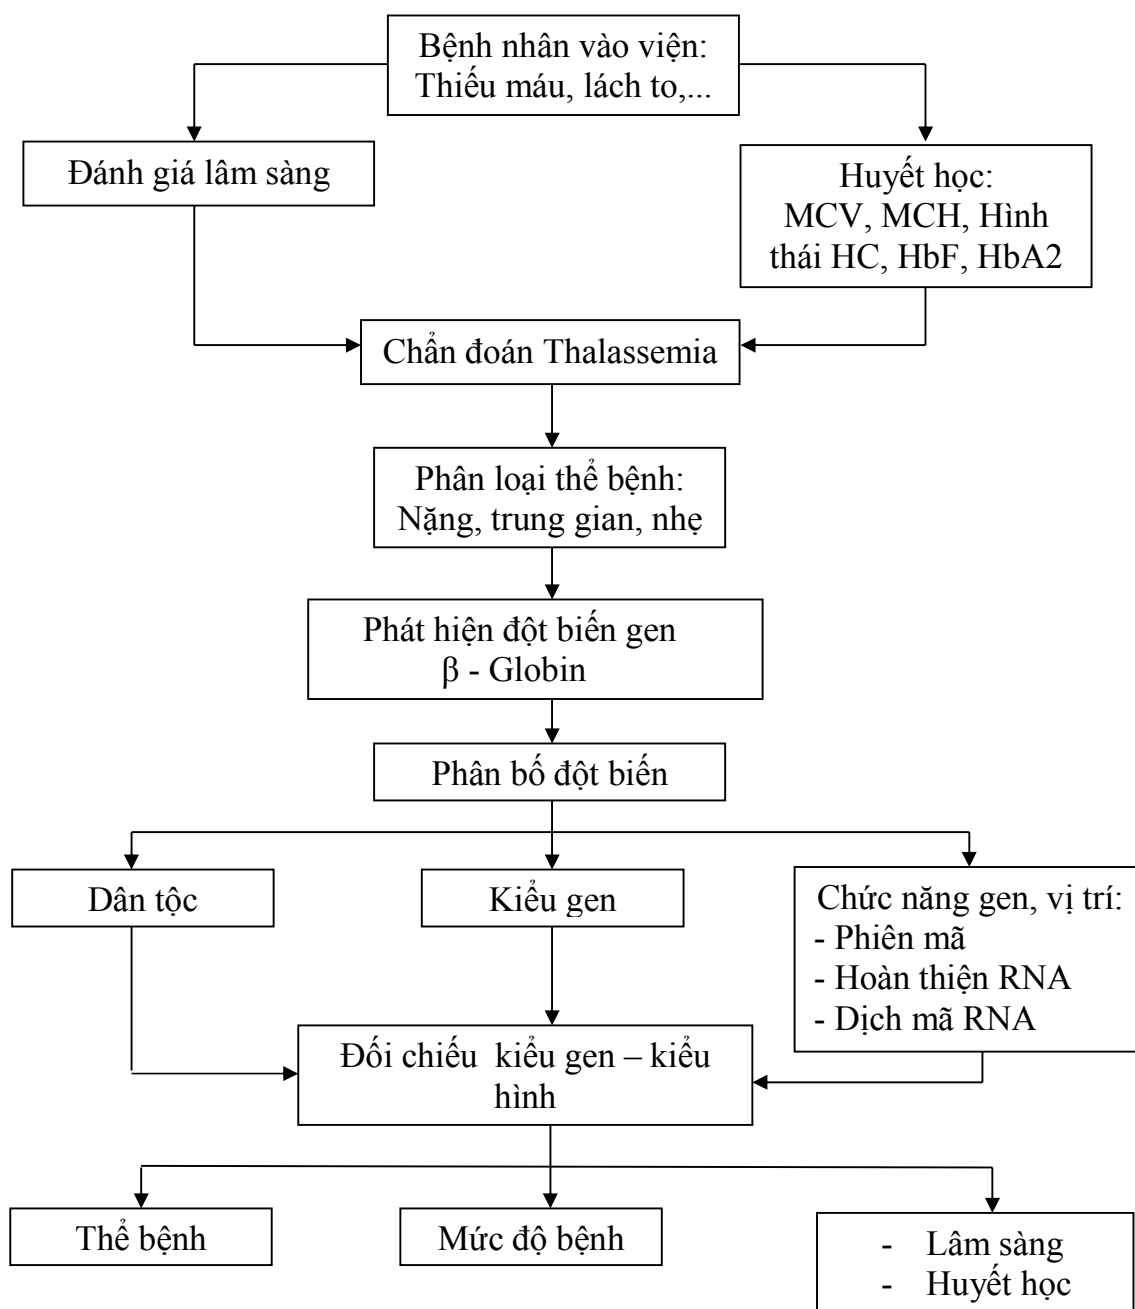 Bệnh nhân vào viện:
Thiếu máu, lách to,...
Đánh giá lâm sàng
Huyết học:
MCV, MCH, Hình
thái HC, HbF, HbA2
Chẩn đoán Thalassemia
Phân loại thể bệnh:
Nặng, trung gian, nhẹ
Phát hiện đột biến gen
β - Globin
Phân bố đột biến
Dân tộc
Kiểu gen
Chức năng gen, vị trí:
- Phiên mã
- Hoàn thiện RNA
- Dịch mã RNA
Đối chiếu kiểu gen – kiểu
hình
Thể bệnh
Mức độ bệnh
- Lâm sàng
- Huyết học